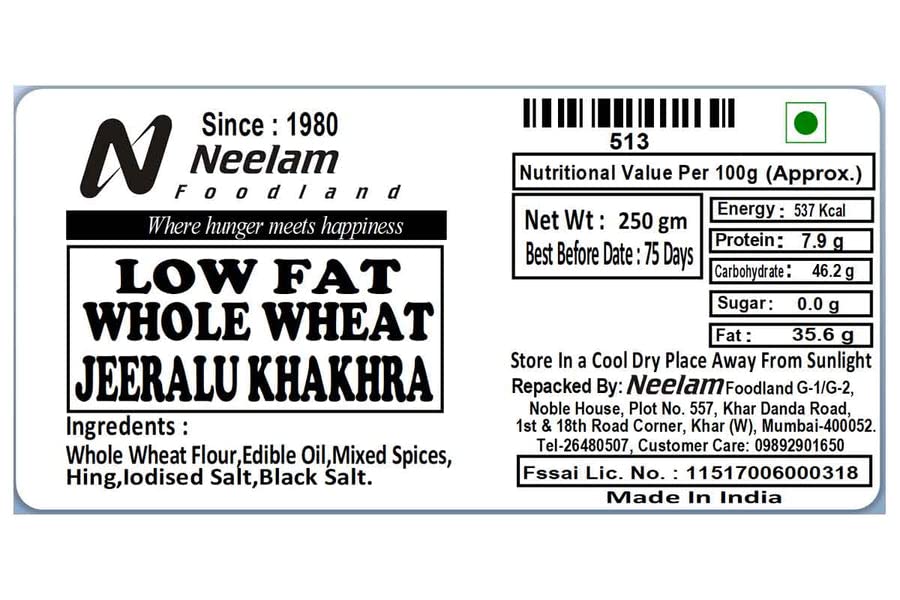 Since : 1980
Neelam
Foodland
Where hunger meets happiness
LOW FAT
WHOLE WHEAT
JEERALU KHAKHRA
Ingredents :
Whole Wheat Flour,Edible Oil,Mixed Spices,
Hing,Iodised Salt,Black Salt.
513
Nutritional Value Per 100g (Approx.)
Net Wt : 250 gm
Best Before Date : 75 Days
Energy : 537 Kcal
Protein : 7.9 g
Carbohydrate : 46.2 g
Sugar : 0.0 g
Fat : 35.6 g
Store In a Cool Dry Place Away From Sunlight
Repacked By: Neelam Foodland G-1/G-2,
Noble House, Plot No. 557, Khar Danda Road,
1st & 18th Road Corner, Khar (W), Mumbai-400052.
Tel-26480507, Customer Care: 09892901650
Fssai Lic. No. : 11517006000318
Made In India